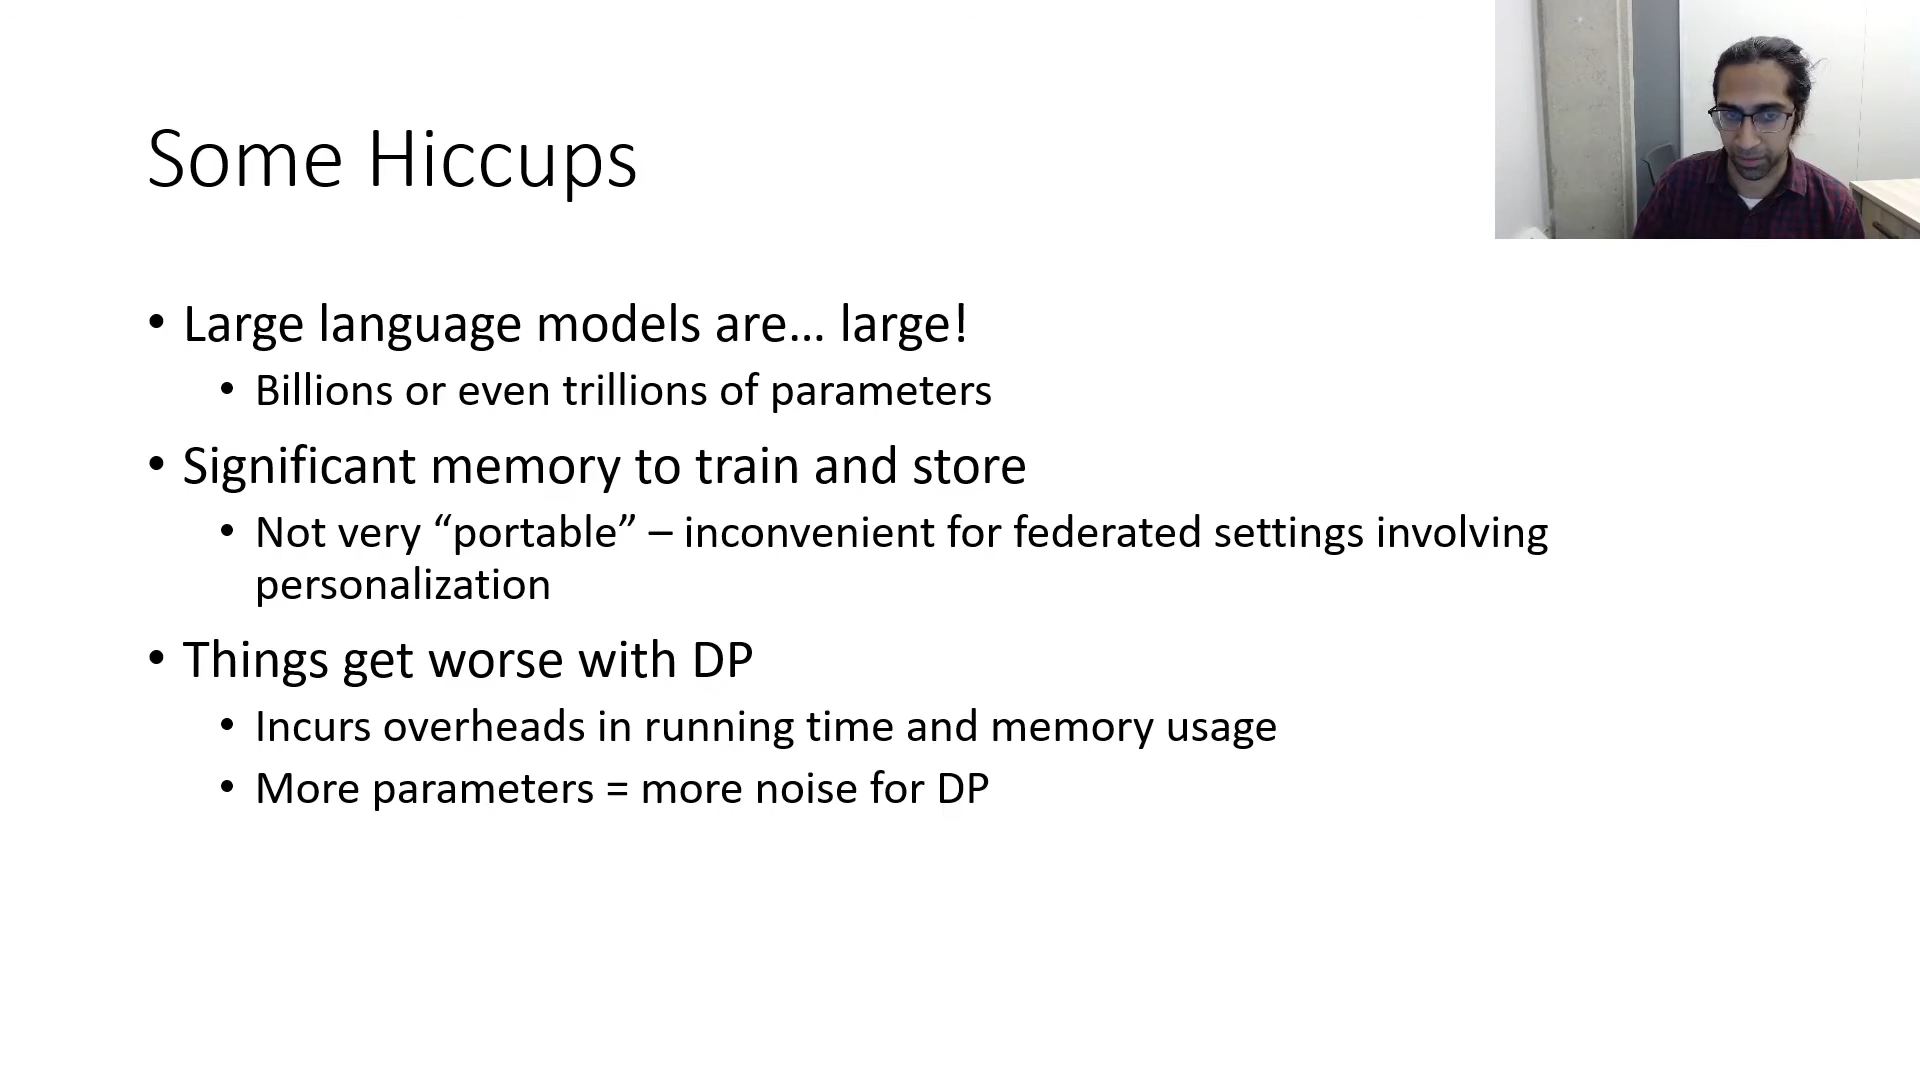 Some Hiccups
• Large language models are… large!
• Billions or even trillions of parameters
• Significant memory to train and store
• Not very “portable” – inconvenient for federated settings involving
personalization
• Things get worse with DP
• Incurs overheads in running time and memory usage
• More parameters = more noise for DP